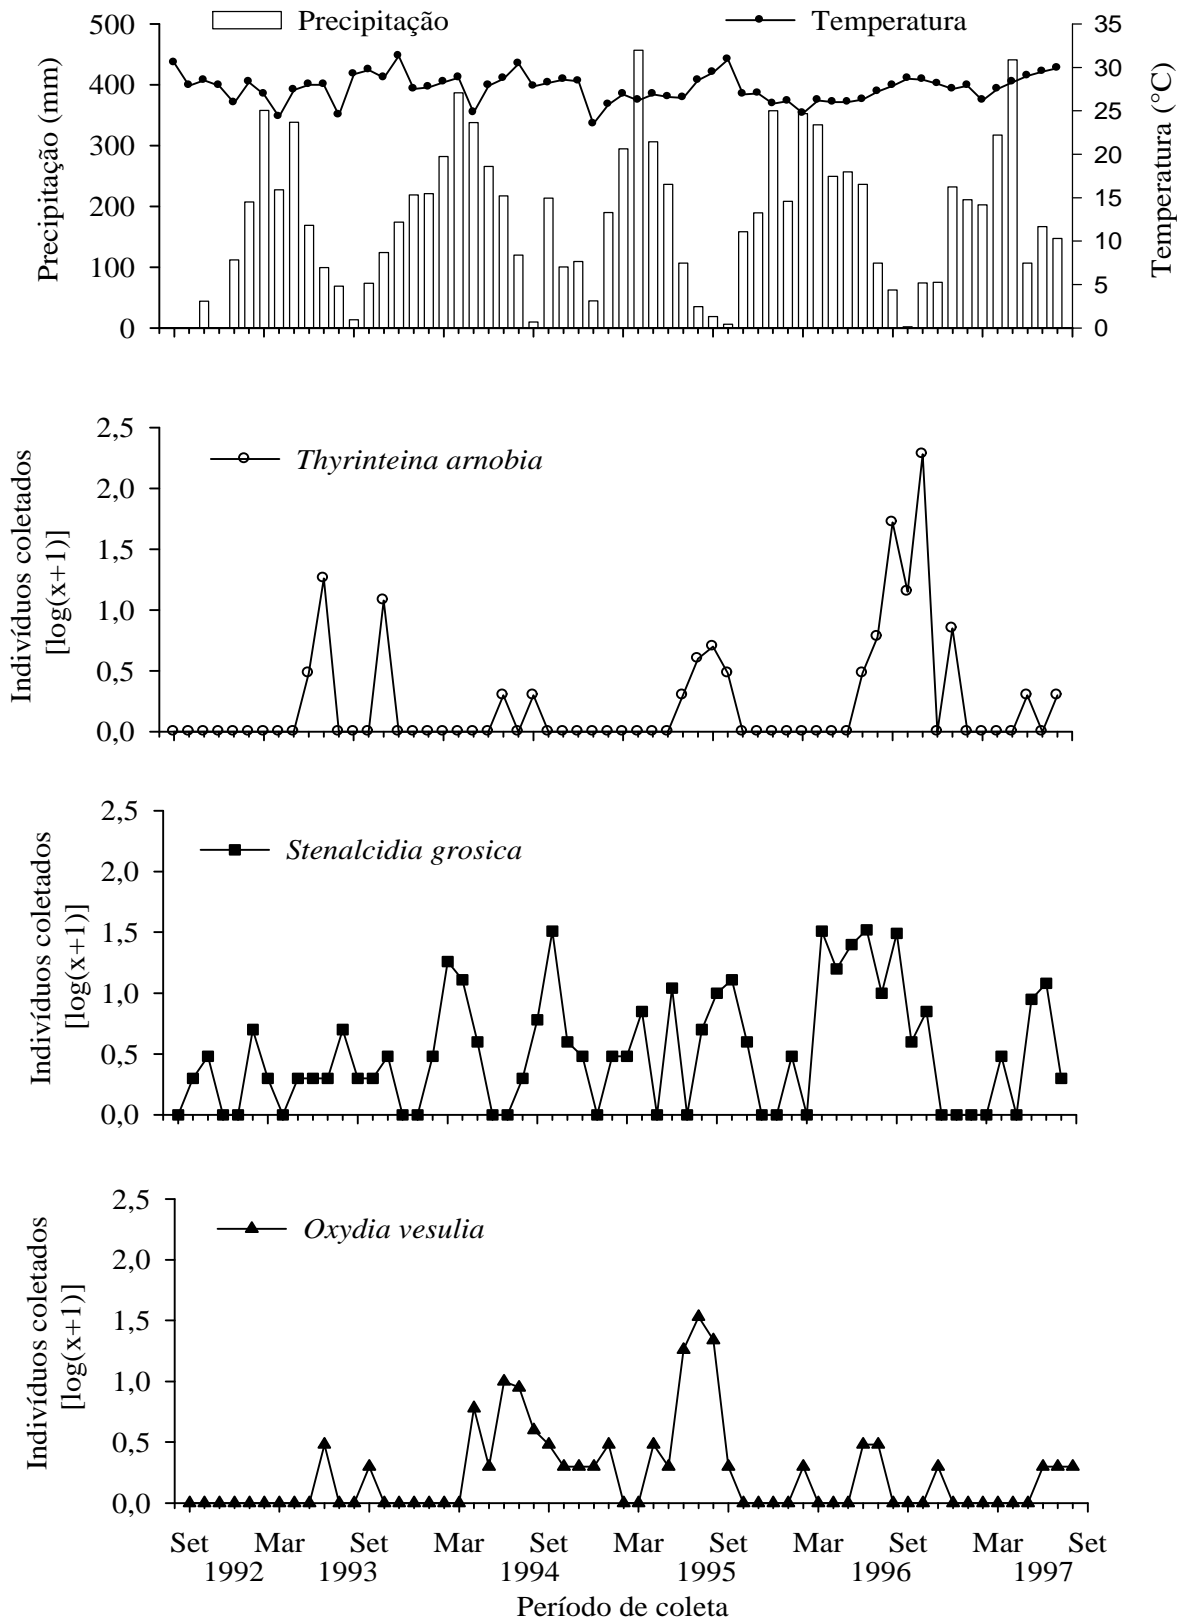 Precipitação
Temperatura
500
400
300
200
100
0
Precipitação (mm)
35
30
25
20
15
10
5
0
Temperatura (°C)
2,5
2,0
1,5
1,0
0,5
0,0
Indivíduos coletados
[log(x+1)]
Thyrinteina arnobia
2,5
2,0
1,5
1,0
0,5
0,0
Indivíduos coletados
[log(x+1)]
Stenalcidia grosica
2,5
2,0
1,5
1,0
0,5
0,0
Indivíduos coletados
[log(x+1)]
Oxydia vesulia
Set Mar Set Mar Set Mar Set Mar Set Mar Set
1992 1993 1994 1995 1996 1997
Período de coleta